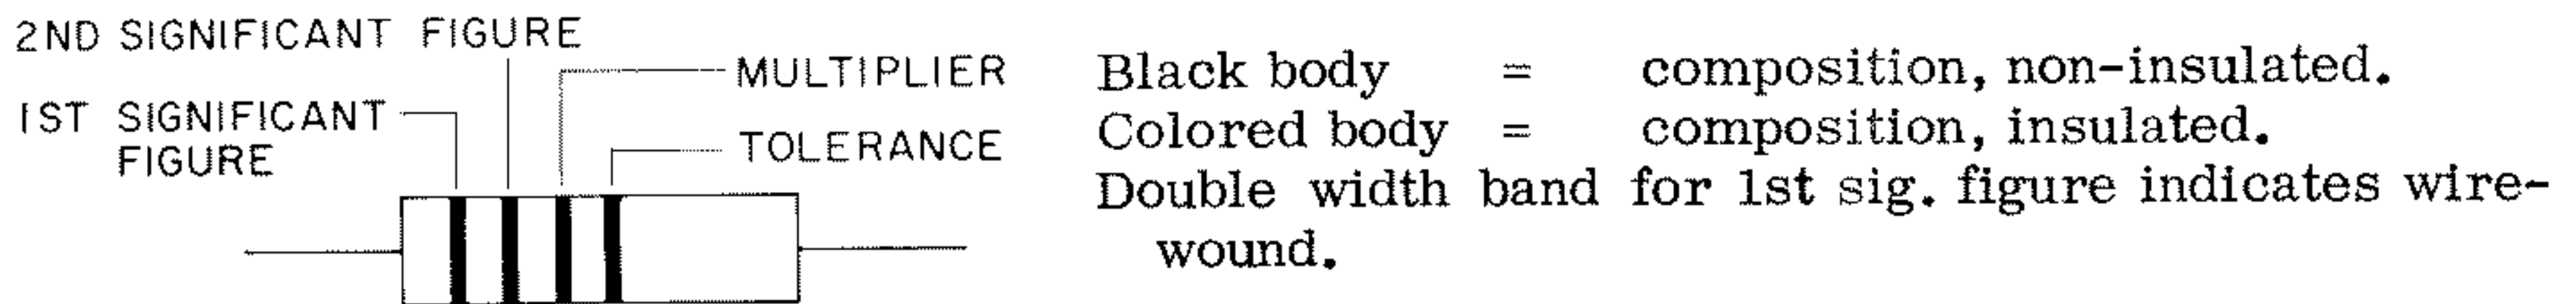 2ND SIGNIFICANT FIGURE
1ST SIGNIFICANT
FIGURE
MULTIPLIER
TOLERANCE
Black body = composition, non-insulated.
Colored body = composition, insulated.
Double width band for 1st sig. figure indicates wire-
wound.